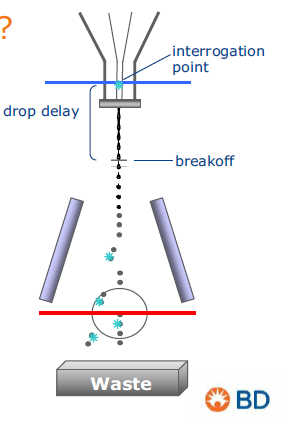 ?
interrogation
point
drop delay
breakoff
Waste
BD